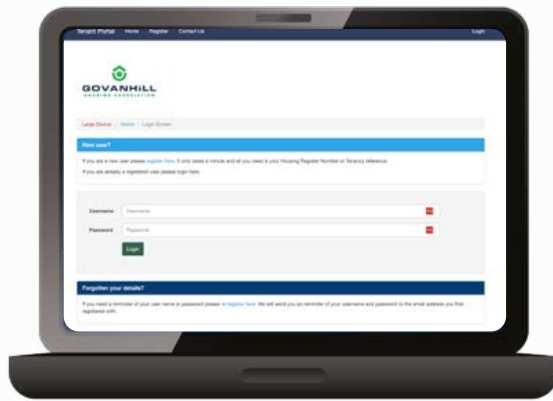 Tenant Portal Home Register Contact Us Login
GOVANHILL
HOUSING ASSOCIATION
Large Device / Home / Login Screen
New user?
If you are a new user please register here. It only takes a minute and all you need is your Housing Register Number or Tenancy reference.
If you are already a registered user please login here.
Username Username
Password Password
Login
Forgotten your details?
If you need a reminder of your user name or password please re-register here. We will send you an reminder of your username and password to the email address you first
registered with.